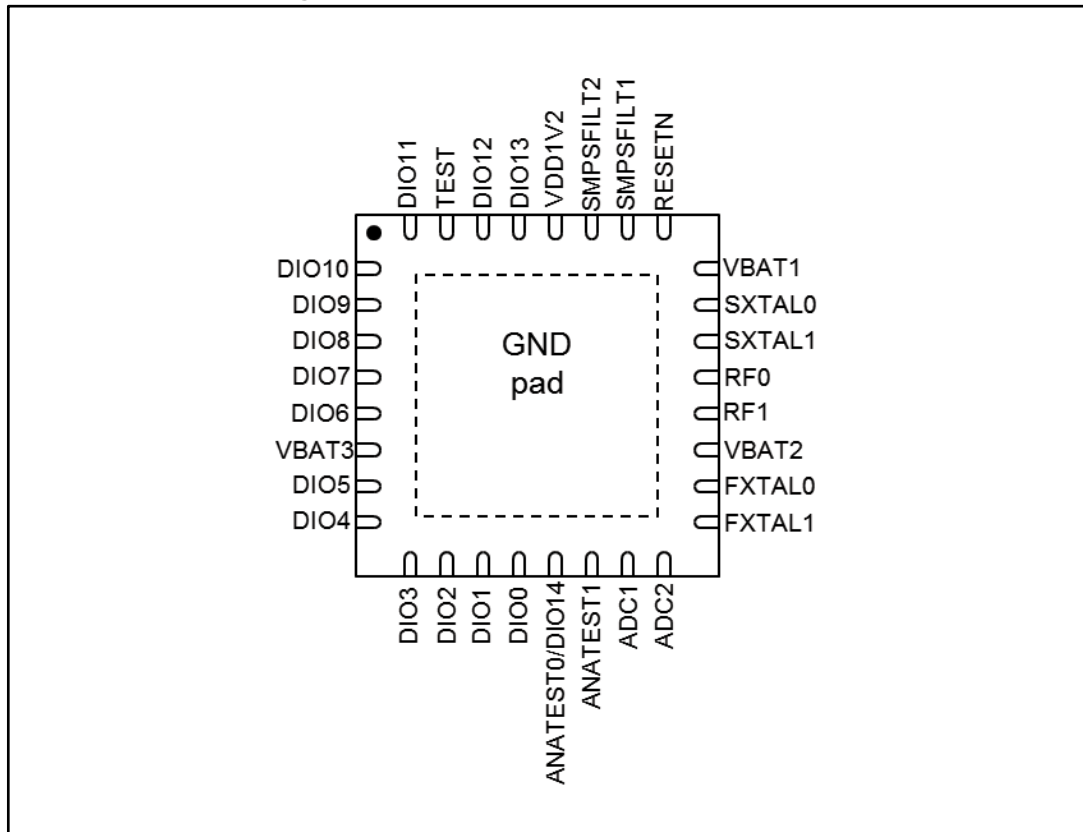 DIO11
TEST
DIO12
DIO13
VDD1V2
SMPSFILT2
SMPSFILT1
RESETN
DIO10
DIO9
DIO8
DIO7
DIO6
VBAT3
DIO5
DIO4
GND
pad
VBAT1
SXTAL0
SXTAL1
RF0
RF1
VBAT2
FXTAL0
FXTAL1
DIO3
DIO2
DIO1
DIO0
ANATEST0/DIO14
ANATEST1
ADC1
ADC2